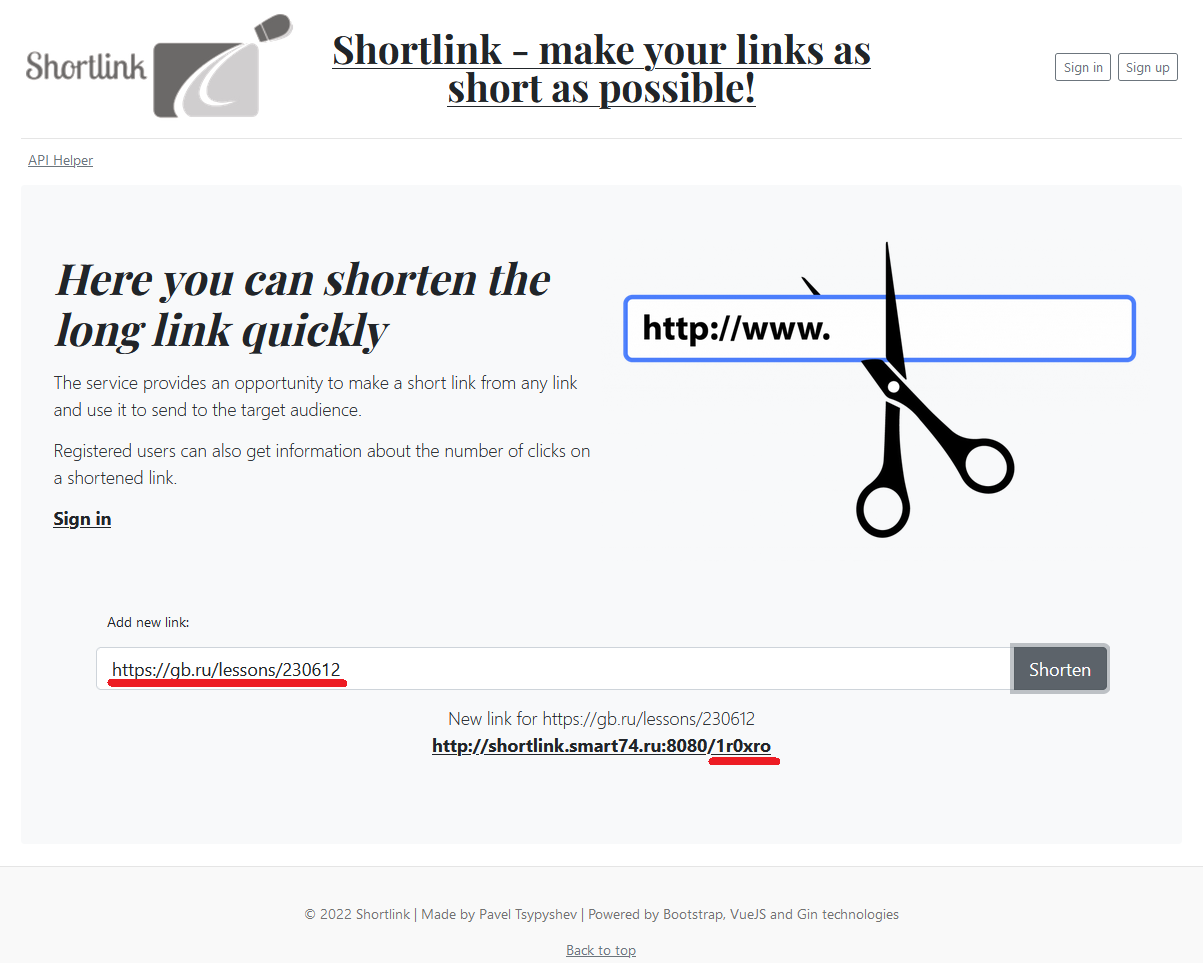 Shortlink
Shortlink - make your links as
short as possible!
Sign in
Sign up
API Helper
Here you can shorten the
long link quickly
The service provides an opportunity to make a short link from any link
and use it to send to the target audience.
Registered users can also get information about the number of clicks on
a shortened link.
Sign in
http://www.
Add new link:
https://gb.ru/lessons/230612
Shorten
New link for https://gb.ru/lessons/230612
http://shortlink.smart74.ru:8080/1r0xro
© 2022 Shortlink | Made by Pavel Tsypyshev | Powered by Bootstrap, VueJS and Gin technologies
Back to top